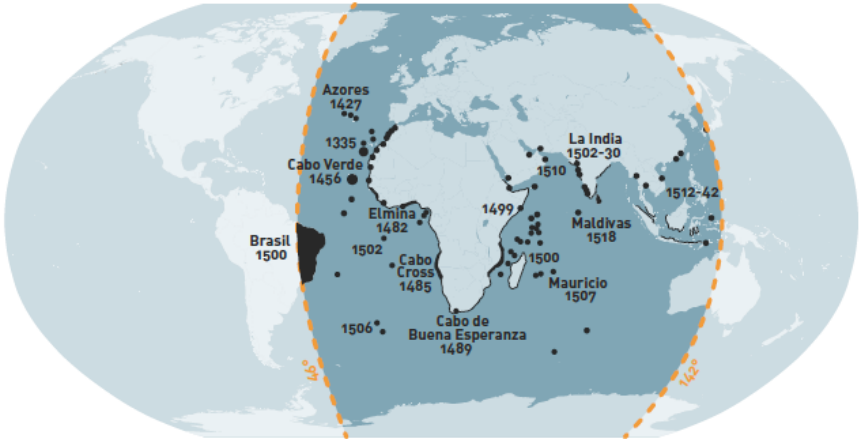 Azores
1427
1335
Cabo Verde
1456
La India
1502-30
1510
1512-42
Elmina
1482
1499
Maldivas
1518
Brasil
1500
1502
Cabo
Cross
1485
1500
Mauricio
1507
1506
Cabo de
Buena Esperanza
1489
46°
142°